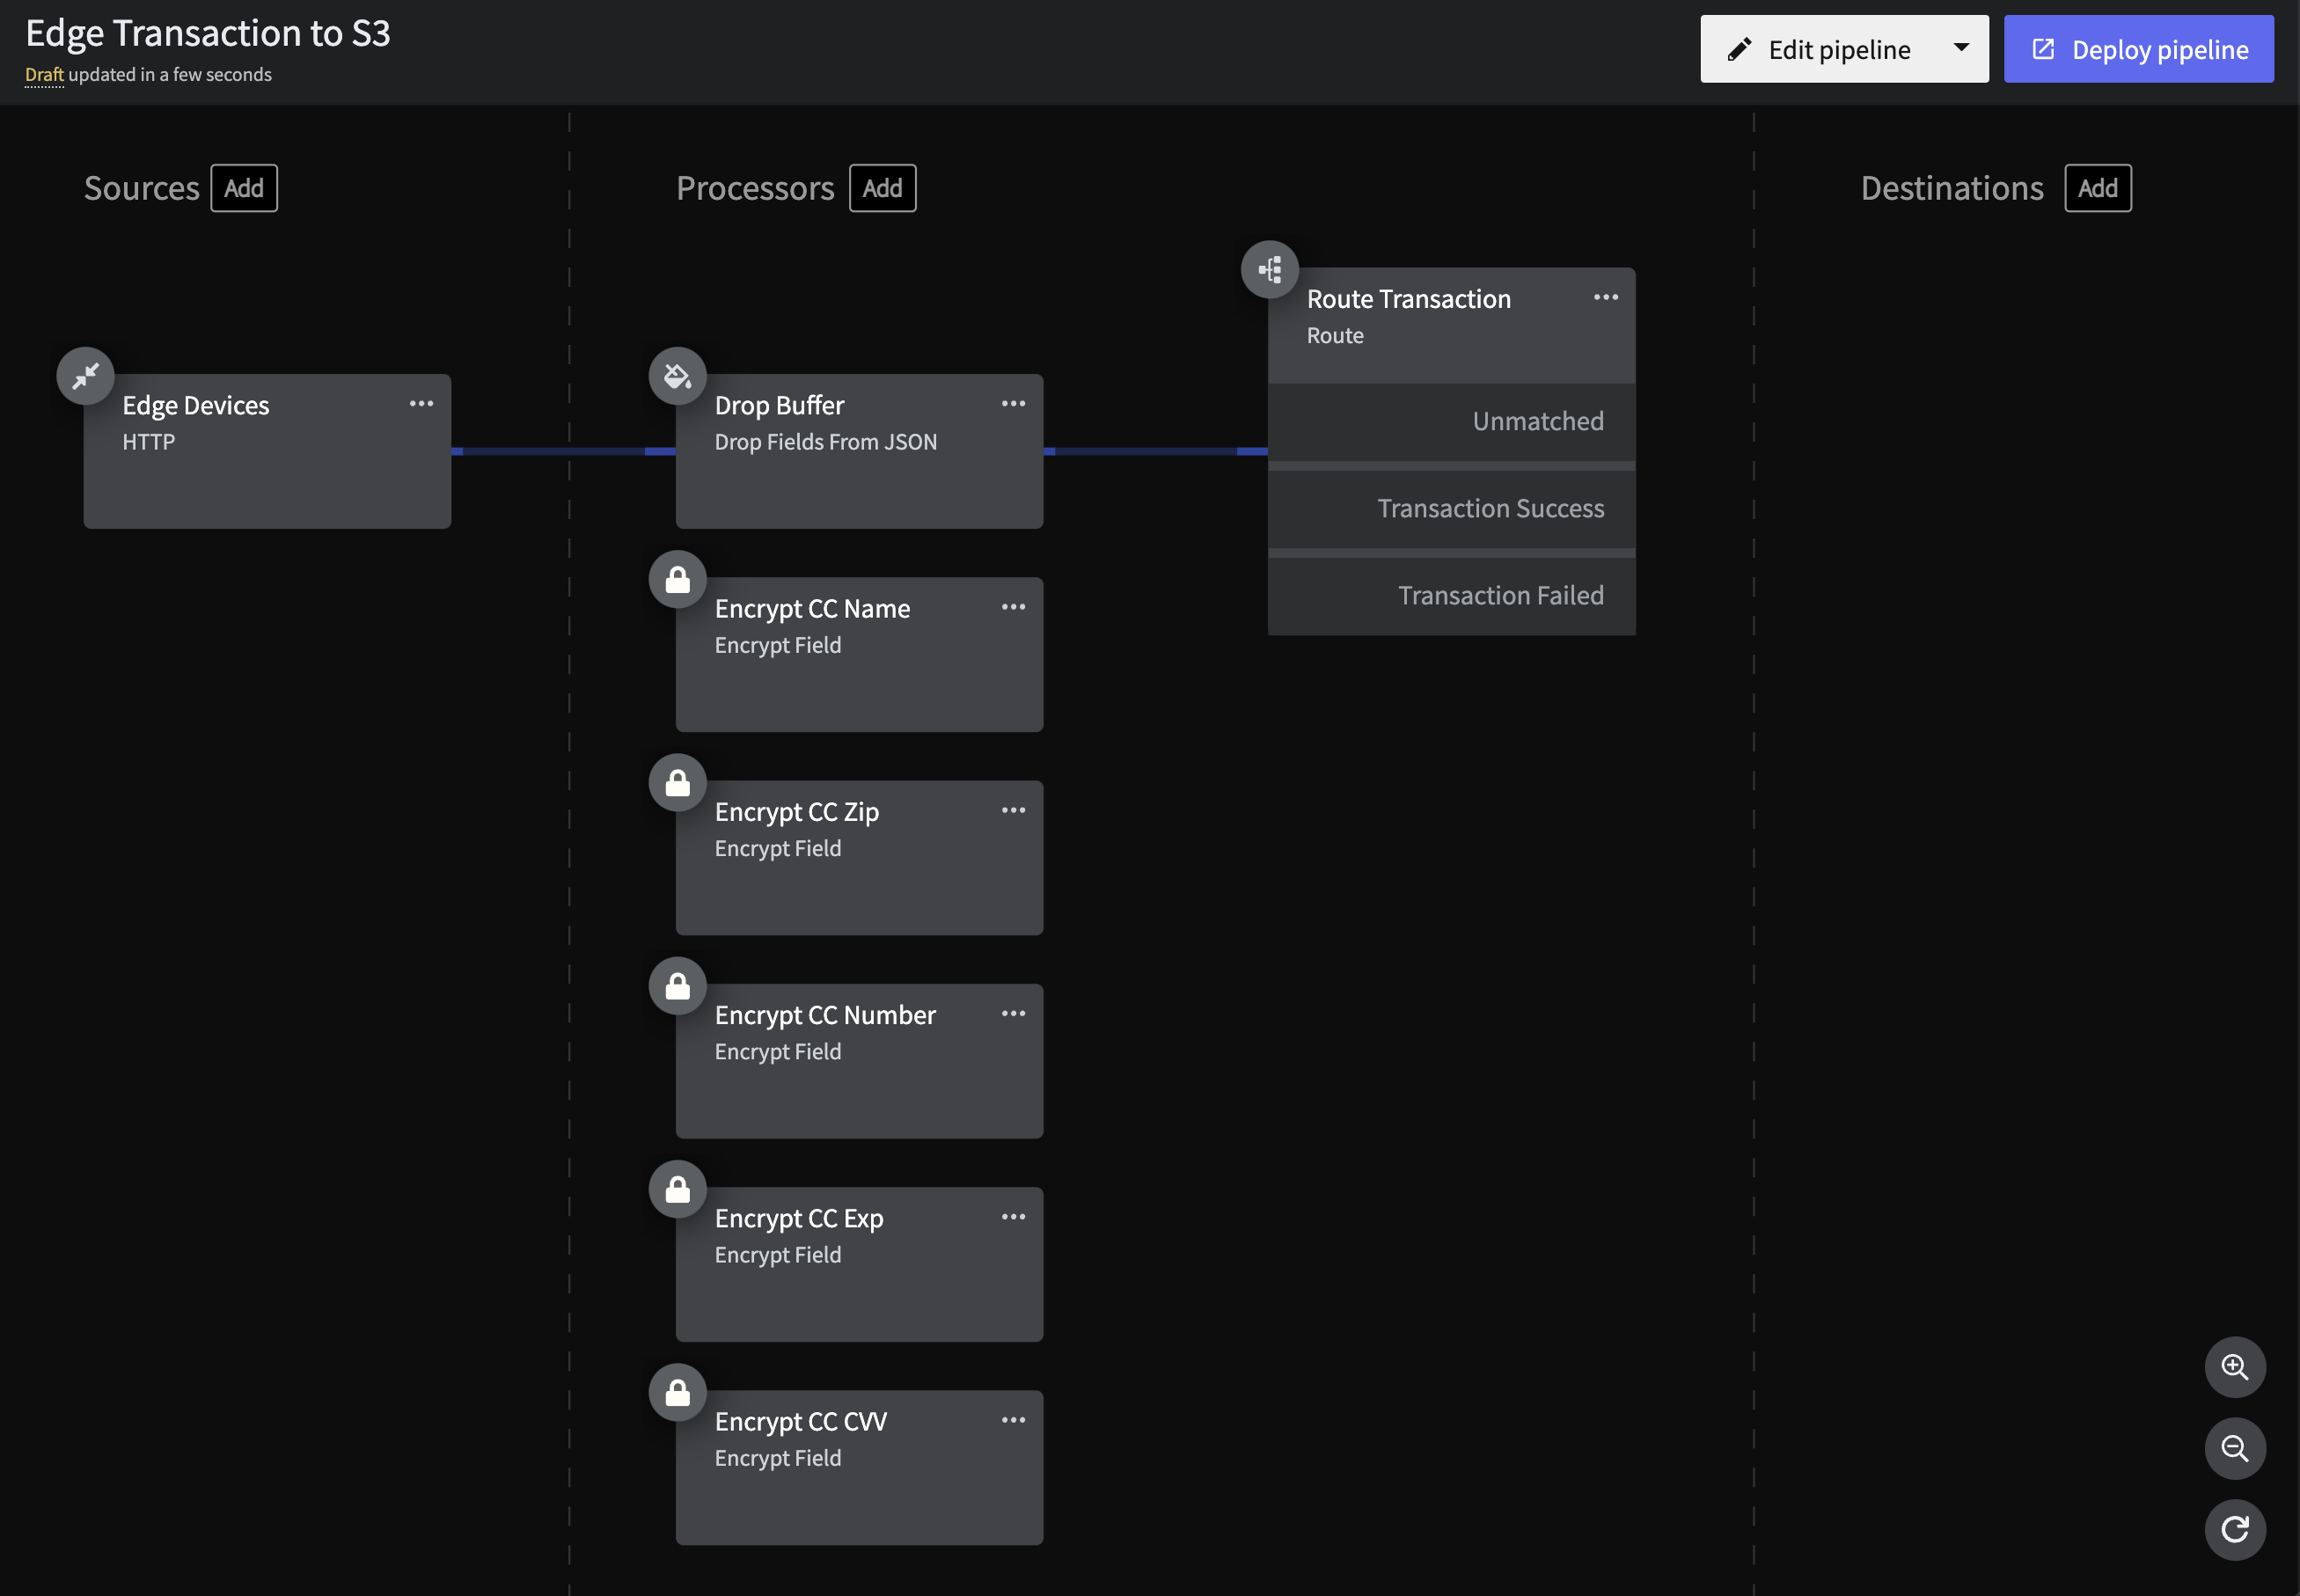 Edge Transaction to S3
Draft updated in a few seconds
Edit pipeline
Deploy pipeline
Sources Add
Processors Add
Destinations Add
Edge Devices
HTTP
Drop Buffer
Drop Fields From JSON
Route Transaction
Route
Unmatched
Transaction Success
Transaction Failed
Encrypt CC Name
Encrypt Field
Encrypt CC Zip
Encrypt Field
Encrypt CC Number
Encrypt Field
Encrypt CC Exp
Encrypt Field
Encrypt CC CVV
Encrypt Field